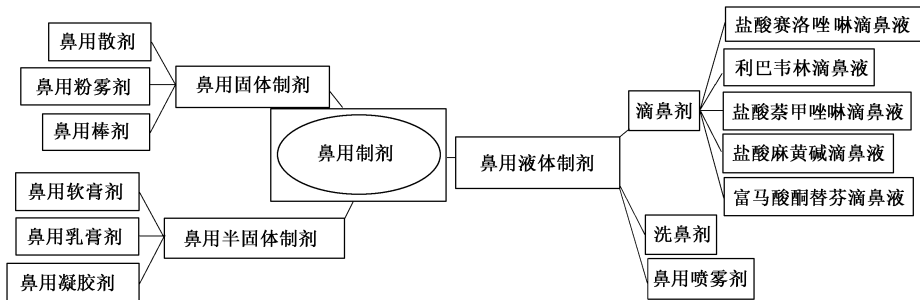 鼻用散剂
鼻用粉雾剂
鼻用棒剂
鼻用固体制剂
鼻用软膏剂
鼻用乳膏剂
鼻用凝胶剂
鼻用半固体制剂
鼻用制剂
鼻用液体制剂
滴鼻剂
盐酸赛洛唑啉滴鼻液
利巴韦林滴鼻液
盐酸萘甲唑啉滴鼻液
盐酸麻黄碱滴鼻液
富马酸酮替芬滴鼻液
洗鼻剂
鼻用喷雾剂